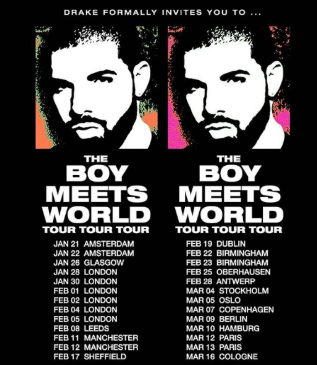 DRAKE FORMALLY INVITES YOU TO ...
THE
BOY
MEETS
WORLD
TOUR TOUR TOUR
JAN 21 AMSTERDAM
JAN 22 AMSTERDAM
JAN 26 GLASGOW
JAN 28 LONDON
JAN 30 LONDON
FEB 01 LONDON
FEB 02 LONDON
FEB 04 LONDON
FEB 05 LONDON
FEB 08 LEEDS
FEB 11 MANCHESTER
FEB 12 MANCHESTER
FEB 17 SHEFFIELD
THE
BOY
MEETS
WORLD
TOUR TOUR TOUR
FEB 19 DUBLIN
FEB 22 BIRMINGHAM
FEB 23 BIRMINGHAM
FEB 25 OBERHAUSEN
FEB 28 ANTWERP
MAR 04 STOCKHOLM
MAR 05 OSLO
MAR 07 COPENHAGEN
MAR 09 BERLIN
MAR 10 HAMBURG
MAR 12 PARIS
MAR 13 PARIS
MAR 16 COLOGNE